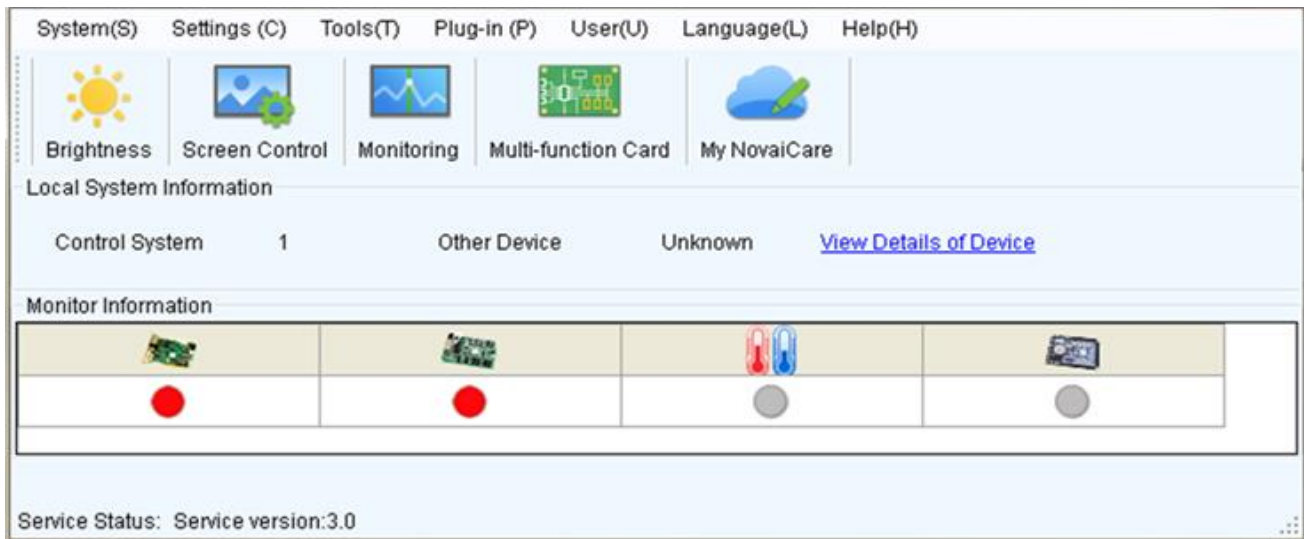 System(S) Settings (C) Tools(T) Plug-in (P) User(U) Language(L) Help(H)
Brightness Screen Control Monitoring Multi-function Card My NovaiCare
Local System Information
Control System 1 Other Device Unknown View Details of Device
Monitor Information
Service Status: Service version:3.0